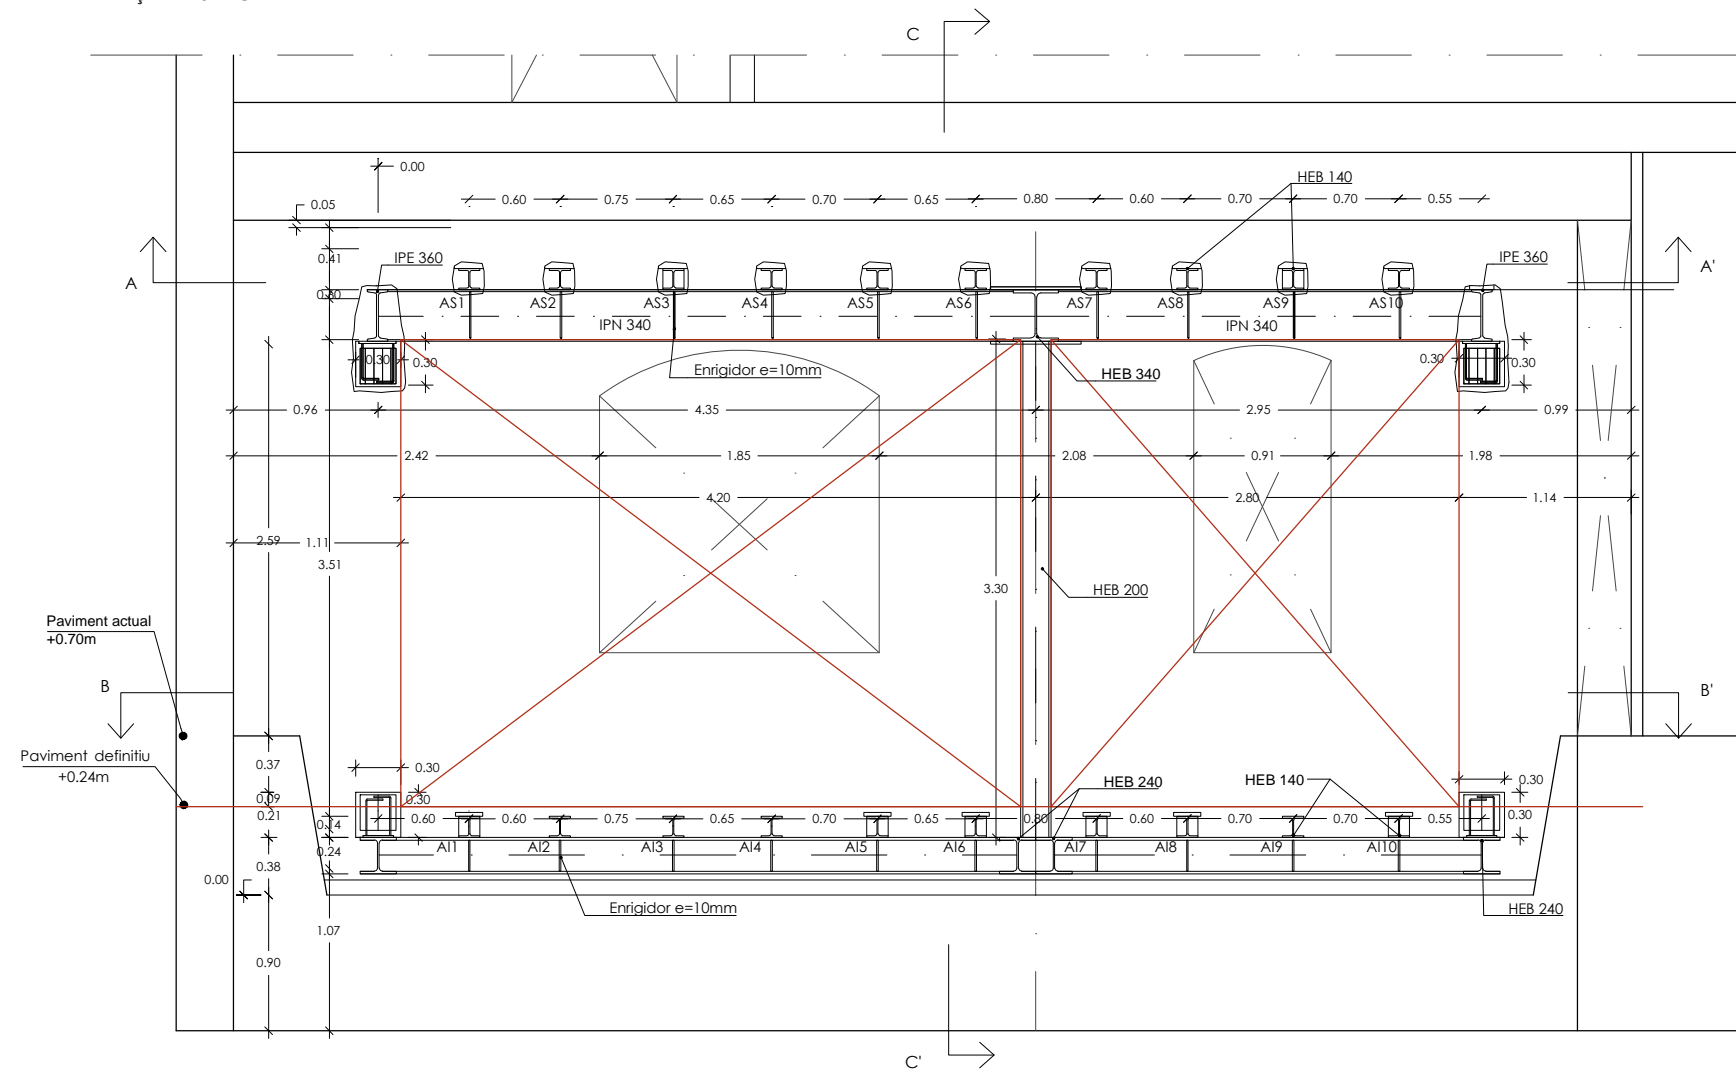 C
0.00
HEB 140
0.05
0.60 0.75 0.65 0.70 0.65 0.80 0.60 0.70 0.70 0.55
A
0.41
IPE 360
IPE 360
A'
AS1 AS2 AS3 AS4 AS5 AS6 AS7 AS8 AS9 AS10
IPN 340
IPN 340
0.30
0.30
Enrigidor e=10mm
HEB 340
0.30
0.30
0.96
4.35
2.95
0.99
2.42
1.85
2.08
0.91
1.98
4.20
2.80
1.14
2.59
1.11
3.51
3.30
HEB 200
Paviment actual
+0.70m
B
B'
Paviment definitiu
+0.24m
0.37
0.30
HEB 240
HEB 140
0.30
0.09
0.30
0.21
0.14
0.60 0.60 0.75 0.65 0.70 0.65 0.80 0.60 0.70 0.70 0.55
0.30
AI1 AI2 AI3 AI4 AI5 AI6 AI7 AI8 AI9 AI10
0.24
0.38
0.00
Enrigidor e=10mm
HEB 240
1.07
0.90
C'